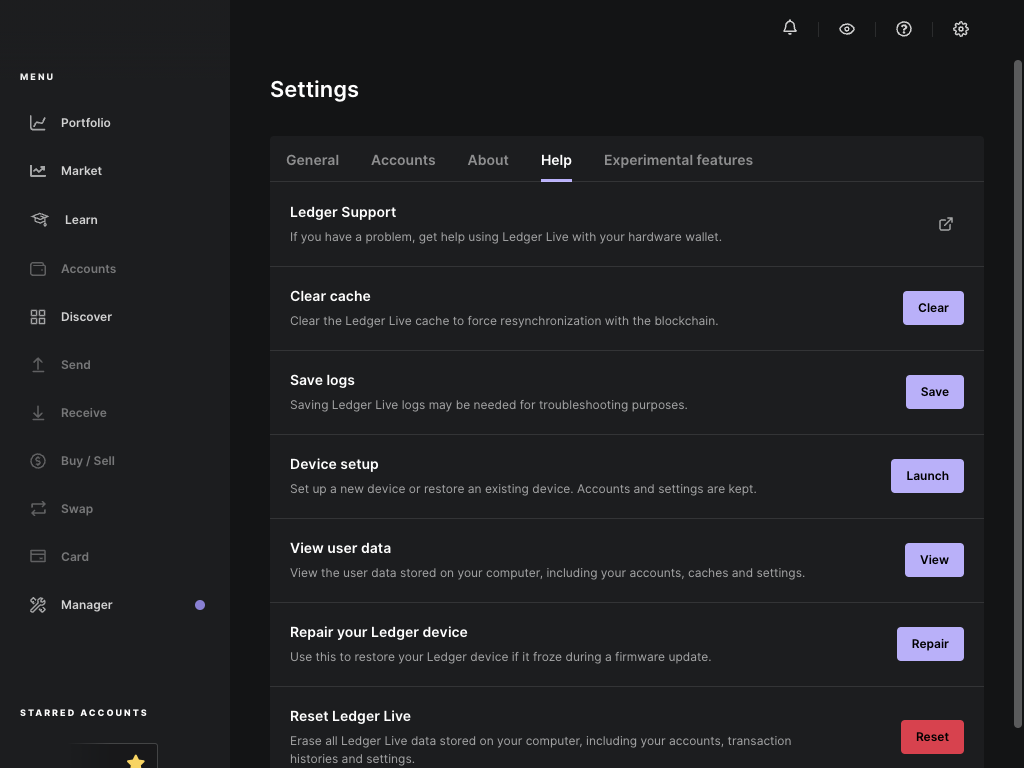 MENU
Portfolio
Market
Learn
Accounts
Discover
Send
Receive
Buy / Sell
Swap
Card
Manager
STARRED ACCOUNTS
Settings
General Accounts About Help Experimental features
Ledger Support
If you have a problem, get help using Ledger Live with your hardware wallet.
Clear cache
Clear the Ledger Live cache to force resynchronization with the blockchain.
Clear
Save logs
Saving Ledger Live logs may be needed for troubleshooting purposes.
Save
Device setup
Set up a new device or restore an existing device. Accounts and settings are kept.
Launch
View user data
View the user data stored on your computer, including your accounts, caches and settings.
View
Repair your Ledger device
Use this to restore your Ledger device if it froze during a firmware update.
Repair
Reset Ledger Live
Erase all Ledger Live data stored on your computer, including your accounts, transaction
histories and settings.
Reset